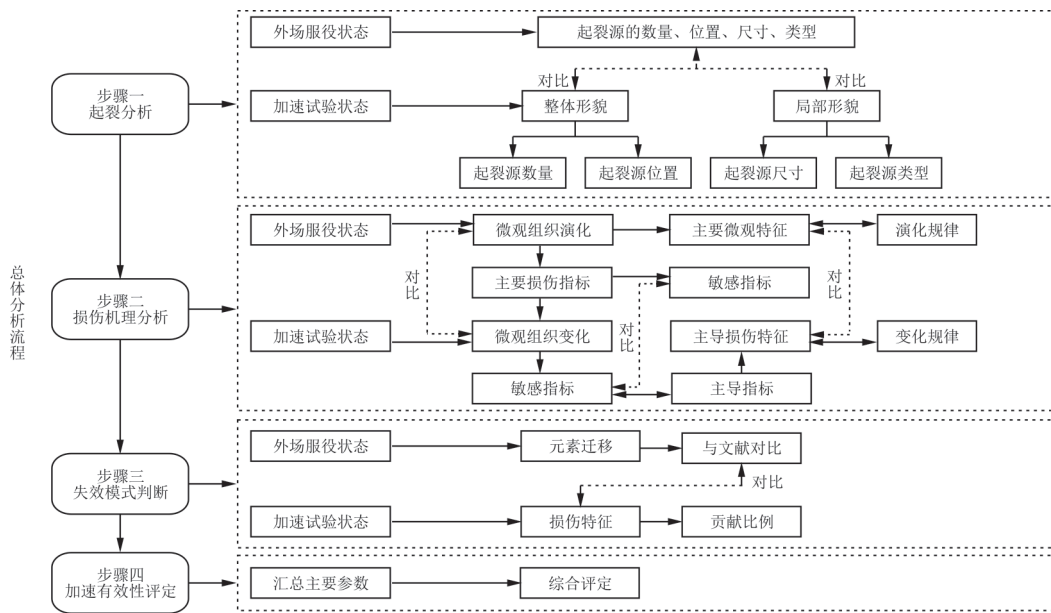 总体分析流程
步骤一
起裂分析
外场服役状态
起裂源的数量、位置、尺寸、类型
对比
对比
加速试验状态
整体形貌
局部形貌
起裂源数量
起裂源位置
起裂源尺寸
起裂源类型
步骤二
损伤机理分析
外场服役状态
微观组织演化
主要微观特征
演化规律
对比
主要损伤指标
敏感指标
对比
对比
加速试验状态
微观组织变化
主导损伤特征
变化规律
敏感指标
主导指标
步骤三
失效模式判断
外场服役状态
元素迁移
与文献对比
对比
加速试验状态
损伤特征
贡献比例
步骤四
加速有效性评定
汇总主要参数
综合评定